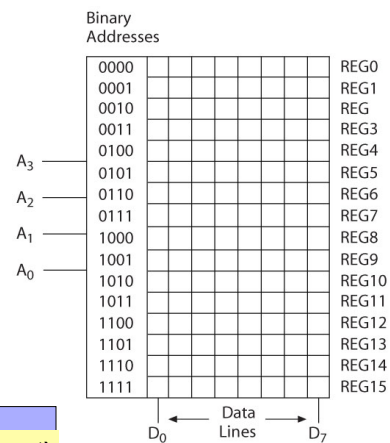 Binary
Addresses
0000 REG0
0001 REG1
0010 REG
0011 REG3
0100 REG4
A3
0101 REG5
A2
0110 REG6
0111 REG7
A1
1000 REG8
1001 REG9
A0
1010 REG10
1011 REG11
1100 REG12
1101 REG13
1110 REG14
1111 REG15
D0 Data Lines D7